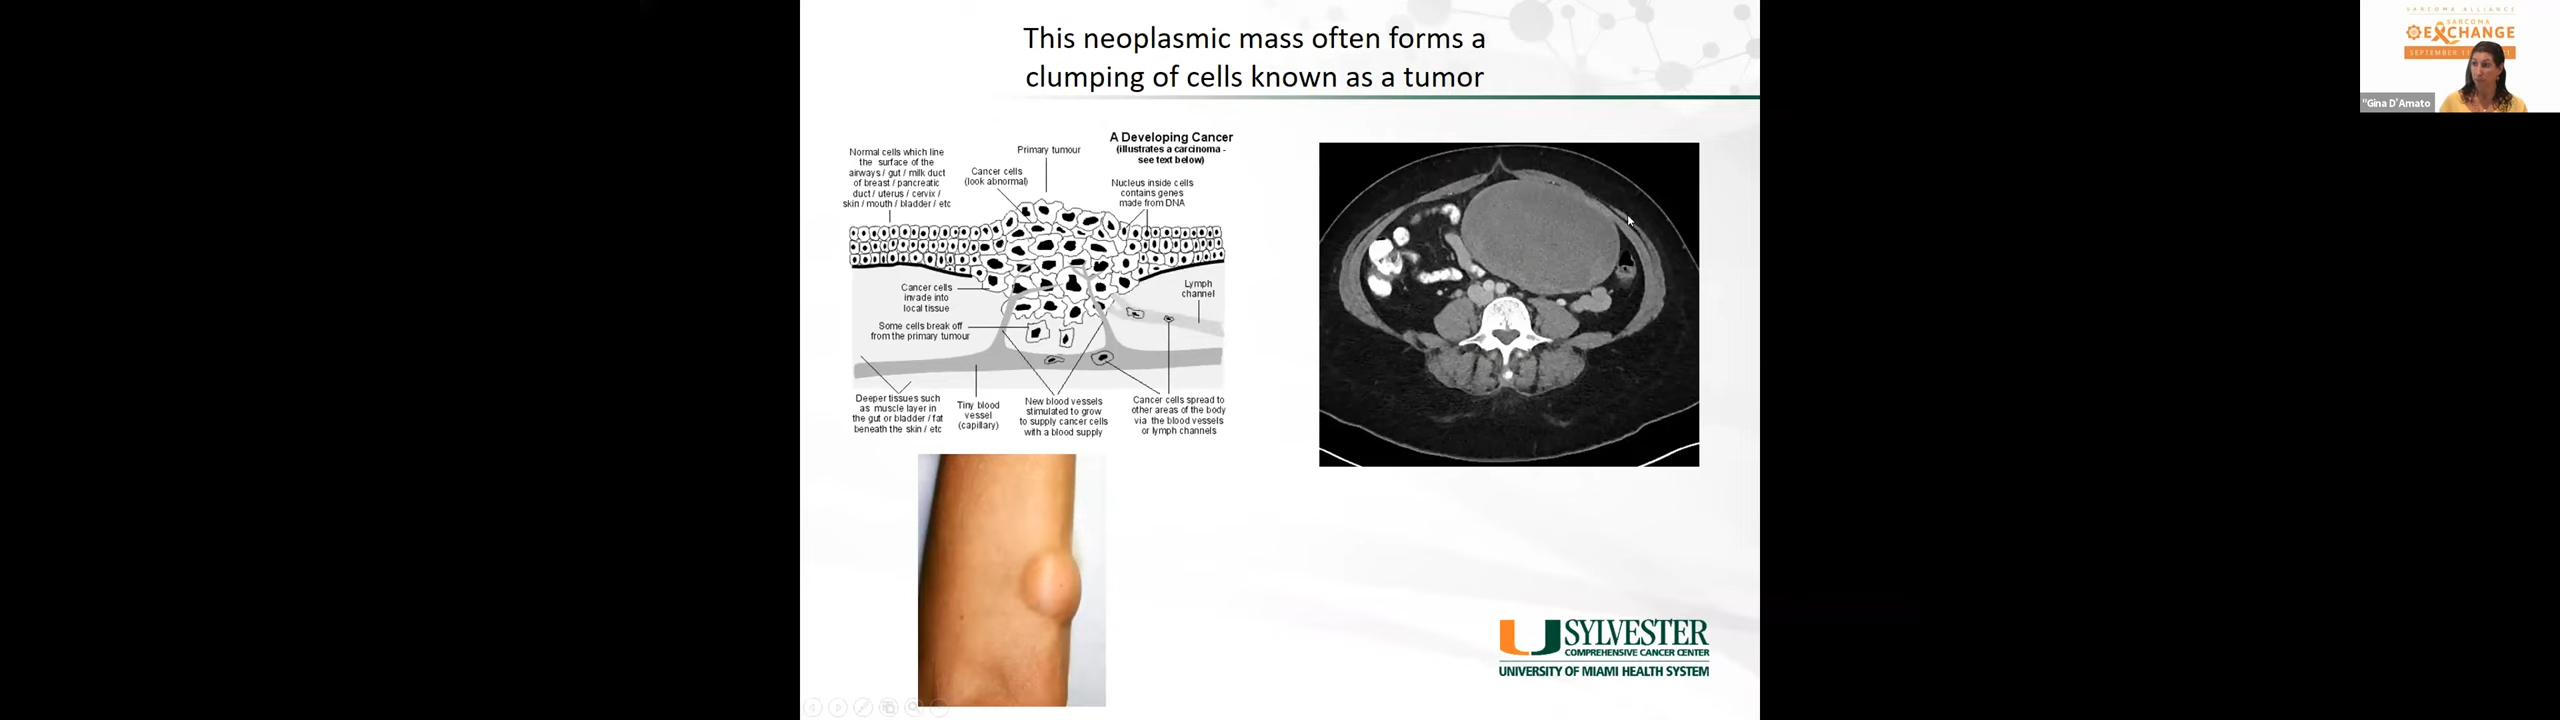 This neoplasmic mass often forms a
clumping of cells known as a tumor
A Developing Cancer
(illustrates a carcinoma -
see text below)
Normal cells which line
the surface of the
airways / gut / milk duct
of breast / pancreatic
duct / uterus / cervix /
skin / mouth / bladder / etc
Primary tumour
Cancer cells
(look abnormal)
Nucleus inside cells
contains genes
made from DNA
Cancer cells
invade into
local tissue
Lymph
channel
Some cells break off
from the primary tumour
Deeper tissues such
as muscle layer in
the gut or bladder / fat
beneath the skin / etc
Tiny blood
vessel
(capillary)
New blood vessels
stimulated to grow
to supply cancer cells
with a blood supply
Cancer cells spread to
other areas of the body
via the blood vessels
or lymph channels
U SYLVESTER
COMPREHENSIVE CANCER CENTER
UNIVERSITY OF MIAMI HEALTH SYSTEM
SARCOMA ALLIANCE
SARCOMA
EXCHANGE
SEPTEMBER
"Gina D'Amato